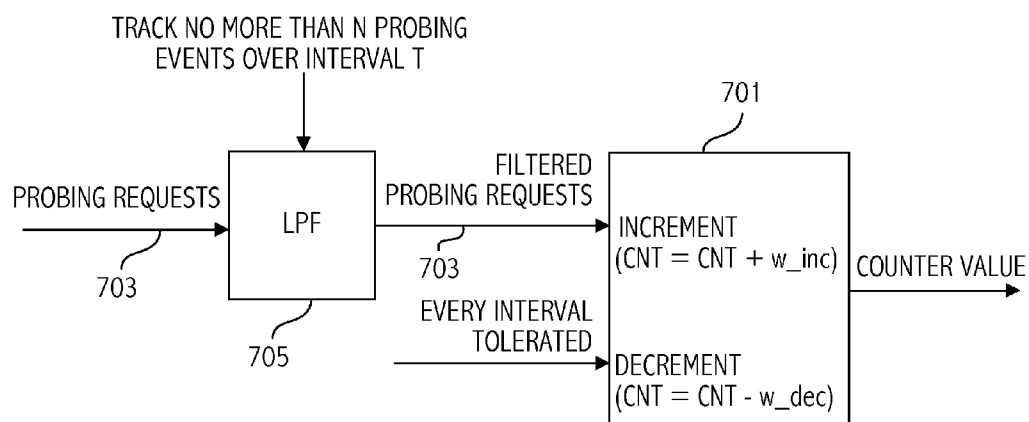 TRACK NO MORE THAN N PROBING
EVENTS OVER INTERVAL T
701
PROBING REQUESTS
703
LPF
705
FILTERED
PROBING REQUESTS
703
INCREMENT
(CNT = CNT + w_inc)
COUNTER VALUE
EVERY INTERVAL
TOLERATED
DECREMENT
(CNT = CNT - w_dec)